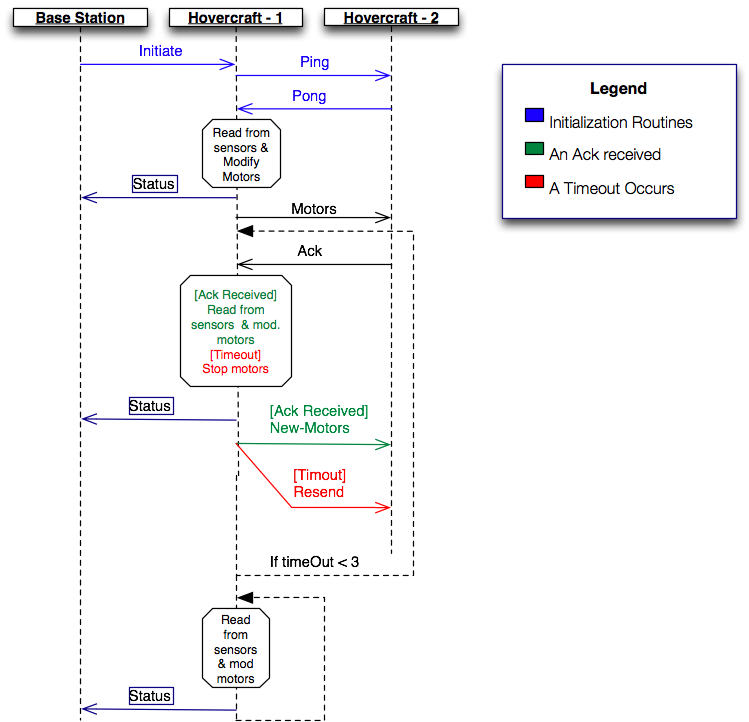 Base Station
Hovercraft - 1
Hovercraft - 2
Initiate
Ping
Pong
Legend
Initialization Routines
An Ack received
A Timeout Occurs
Read from
sensors &
Modify
Motors
Status
Motors
Ack
[Ack Received]
Read from
sensors & mod.
motors
[Timeout]
Stop motors
Status
[Ack Received]
New-Motors
[Timout]
Resend
If timeOut < 3
Read
from
sensors
& mod
motors
Status